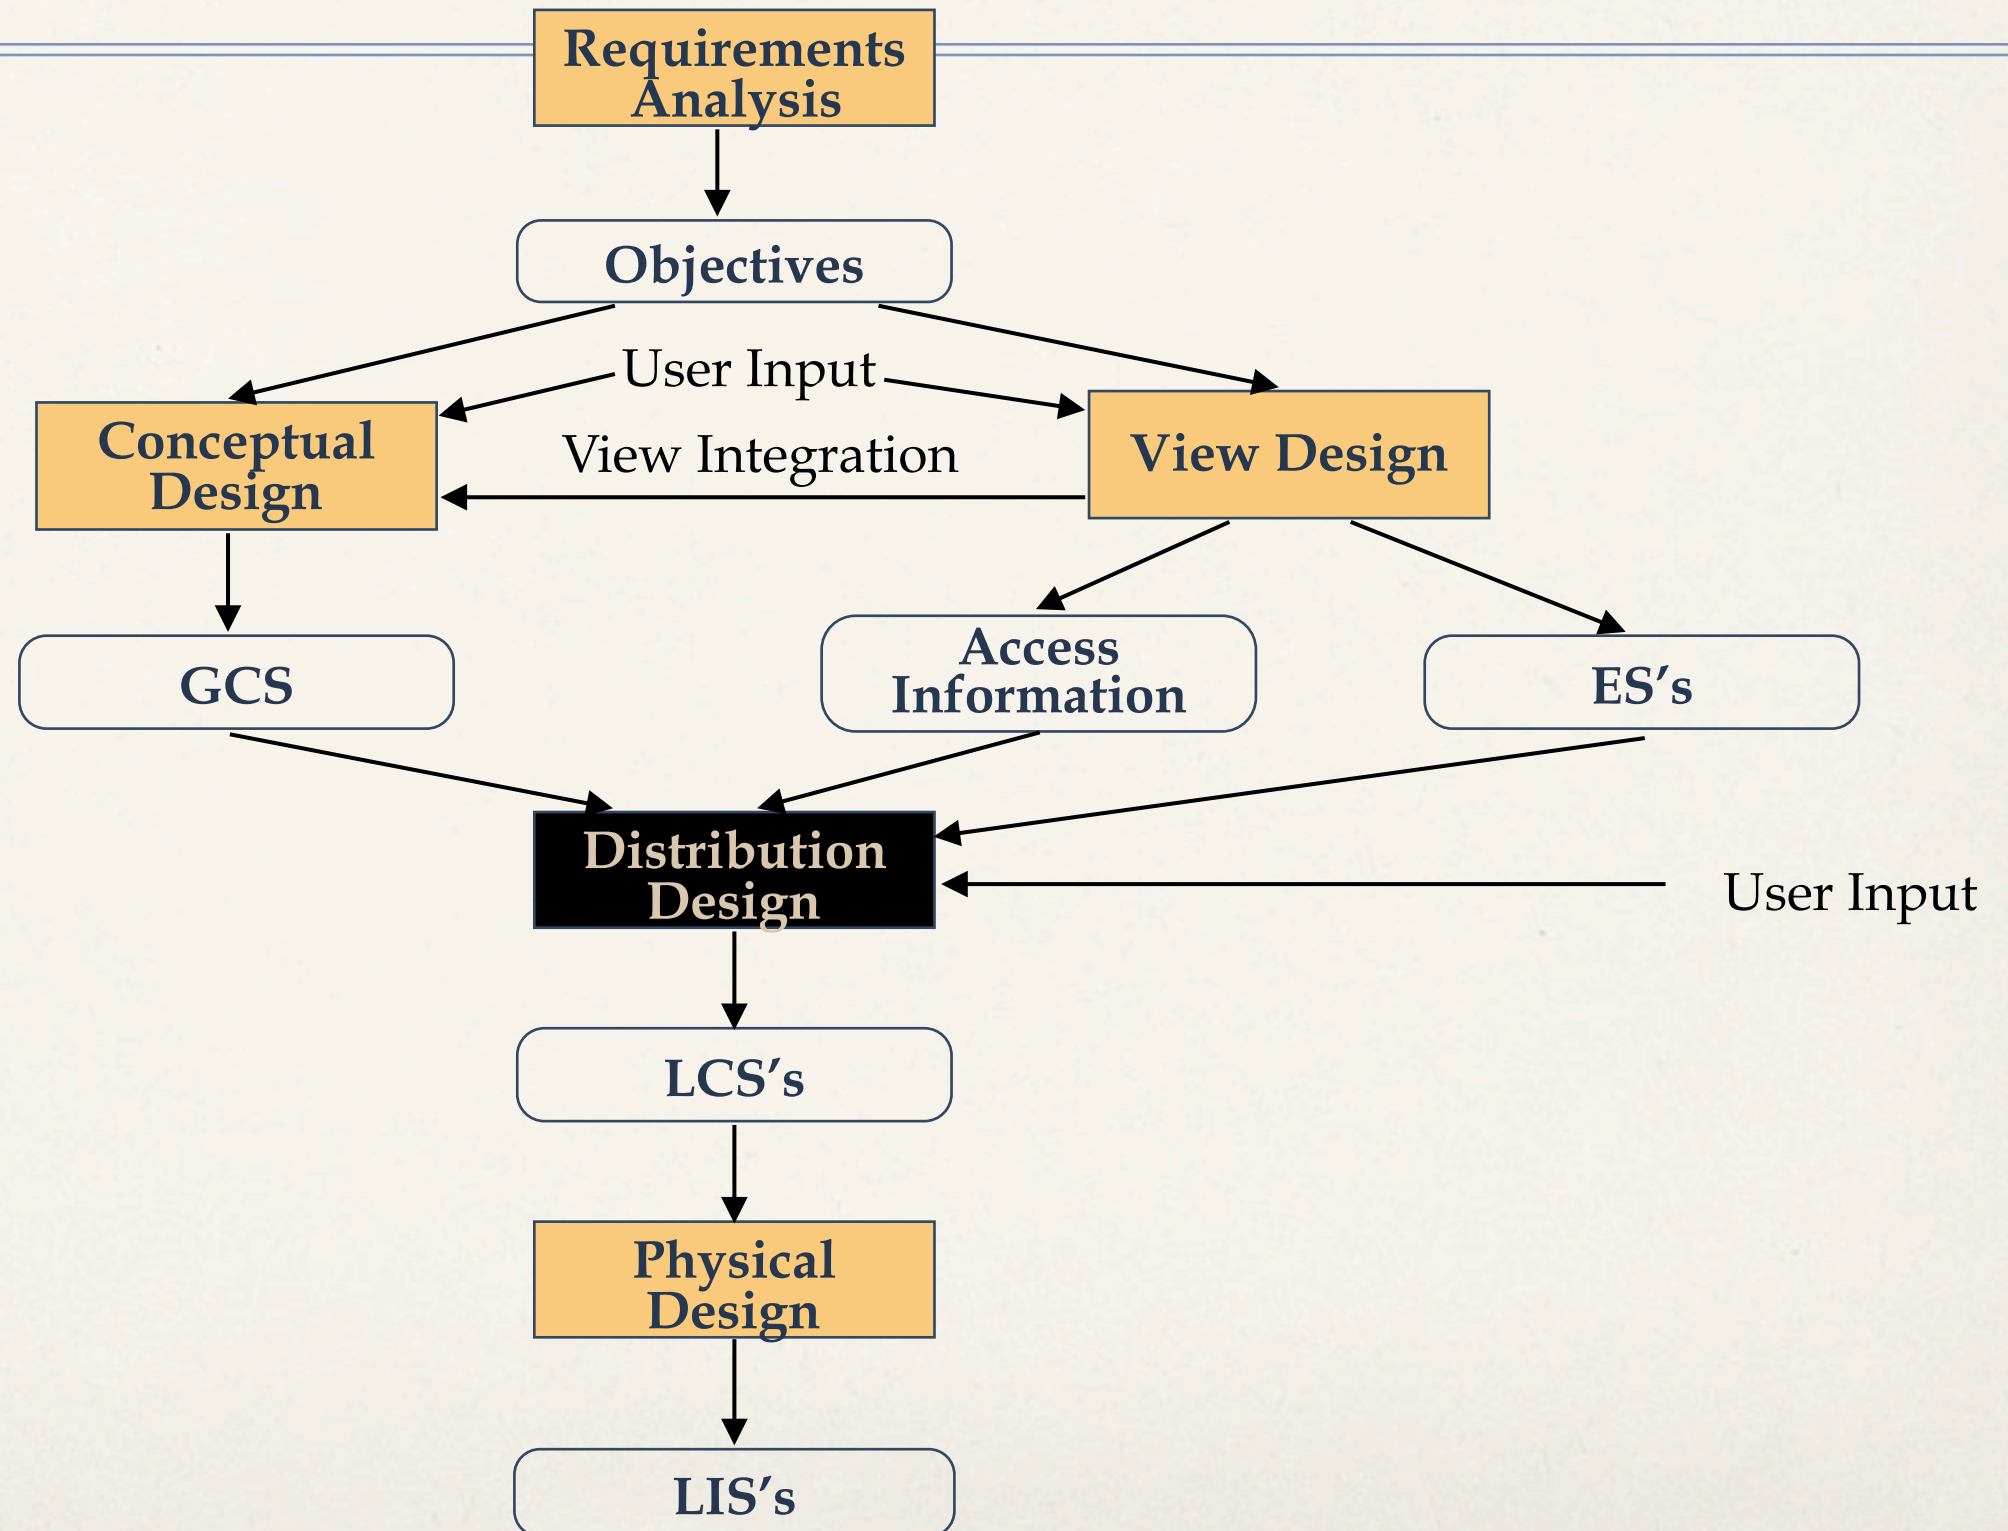 Requirements
Analysis
Objectives
User Input
Conceptual
Design
View Integration
View Design
GCS
Access
Information
ES’s
Distribution
Design
User Input
LCS’s
Physical
Design
LIS’s